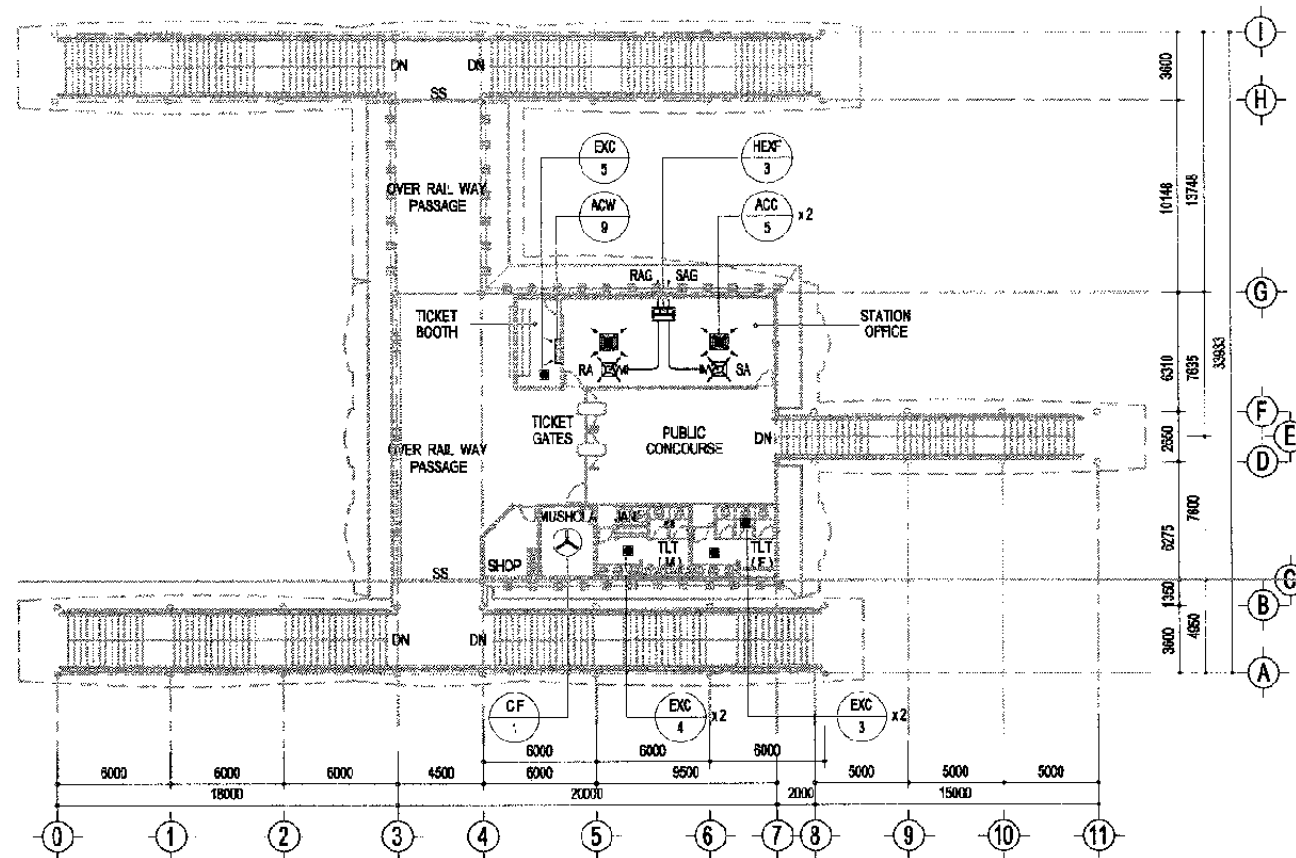 DN
DN
SS
EXC
5
HEXF
3
OVER RAIL WAY
PASSAGE
ACW
9
ACC
5
x2
RAG
SAG
TICKET
BOOTH
STATION
OFFICE
RA
SA
TICKET
GATES
PUBLIC
CONCOURSE
DN
OVER RAIL WAY
PASSAGE
MUSHOLA
JANI
SHOP
TLT
(M)
TLT
(F)
SS
DN
DN
CF
1
EXC
4
x2
EXC
3
x2
6000
6000
6000
6000
6000
6000
4500
6000
9500
5000
5000
5000
18000
20000
2000
15000
0
1
2
3
4
5
6
7
8
9
10
11
I
H
G
F
E
D
C
B
A
3600
10148
13748
6310
7635
33933
2650
7600
6275
1350
4950
3600